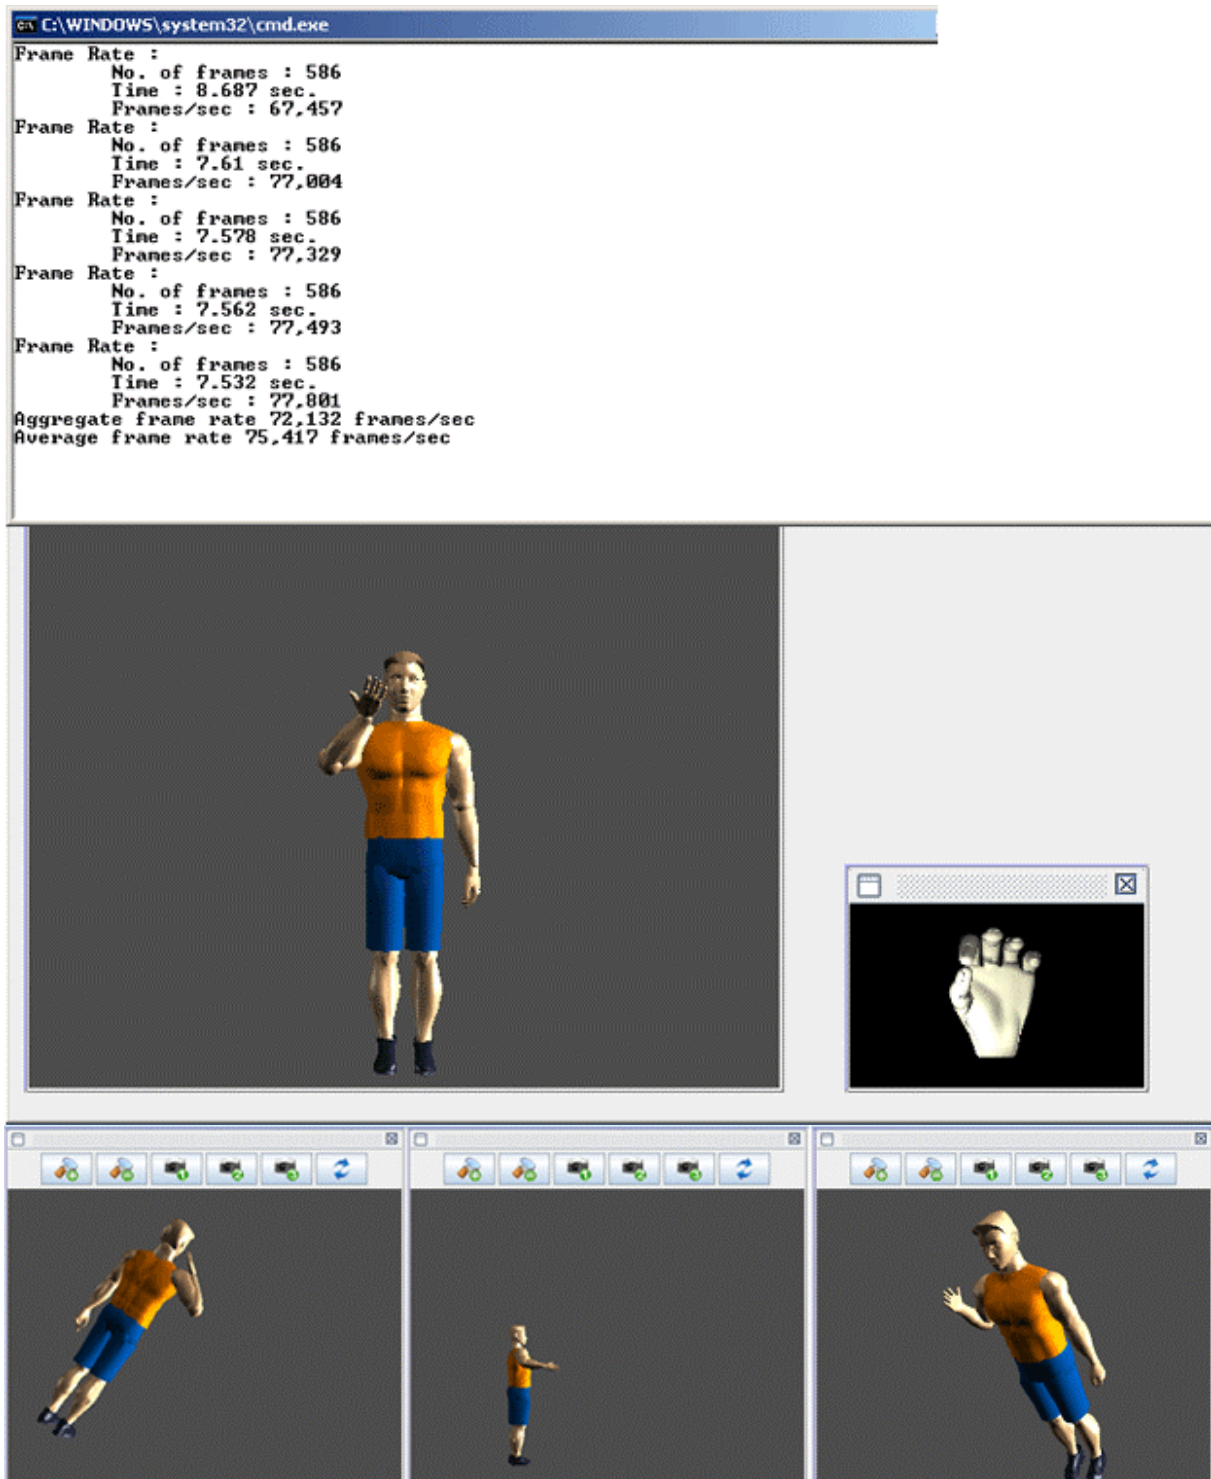 C:\WINDOWS\system32\cmd.exe
Frame Rate :
No. of frames : 586
Time : 8.687 sec.
Frames/sec : 67,457
Frame Rate :
No. of frames : 586
Time : 7.61 sec.
Frames/sec : 77,004
Frame Rate :
No. of frames : 586
Time : 7.578 sec.
Frames/sec : 77,329
Frame Rate :
No. of frames : 586
Time : 7.562 sec.
Frames/sec : 77,493
Frame Rate :
No. of frames : 586
Time : 7.532 sec.
Frames/sec : 77,801
Aggregate frame rate 72,132 frames/sec
Average frame rate 75,417 frames/sec